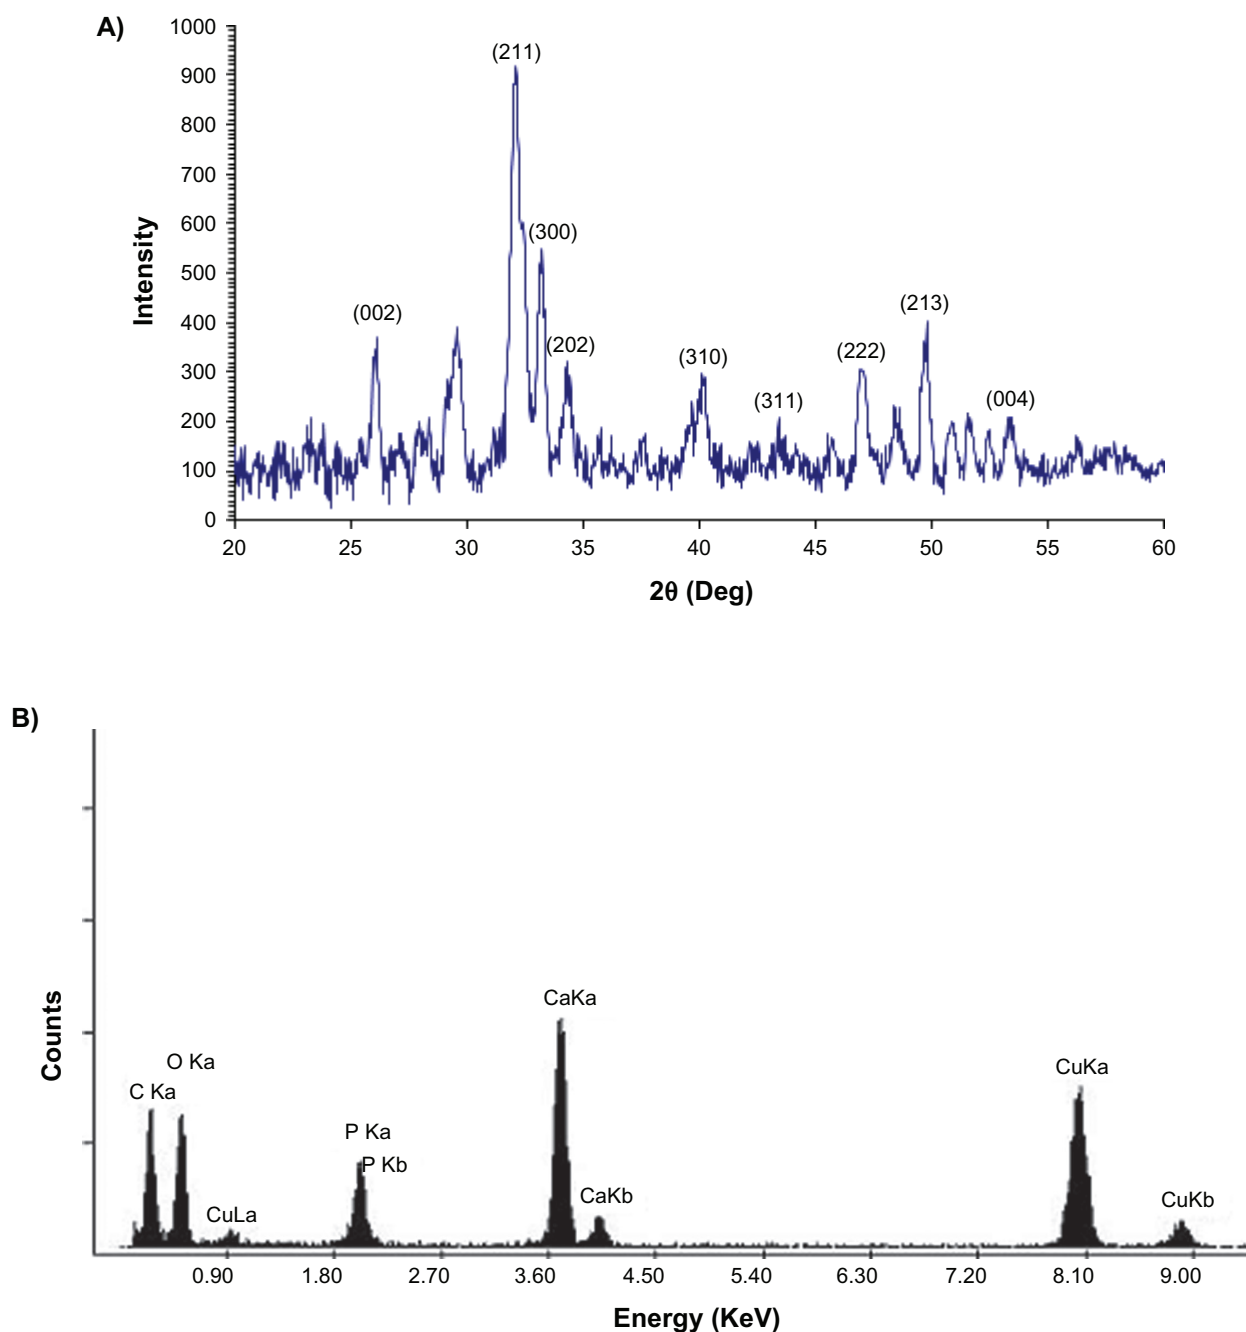 A)
1000
900
800
700
600
500
400
300
200
100
0
Intensity
(211)
(300)
(002)
(202)
(213)
(310)
(222)
(311)
(004)
20 25 30 35 40 45 50 55 60
2θ (Deg)
B)
Counts
CaKa
O Ka
CuKa
C Ka
P Ka
P Kb
CaKb
CuKb
CuLa
0.90 1.80 2.70 3.60 4.50 5.40 6.30 7.20 8.10 9.00
Energy (KeV)